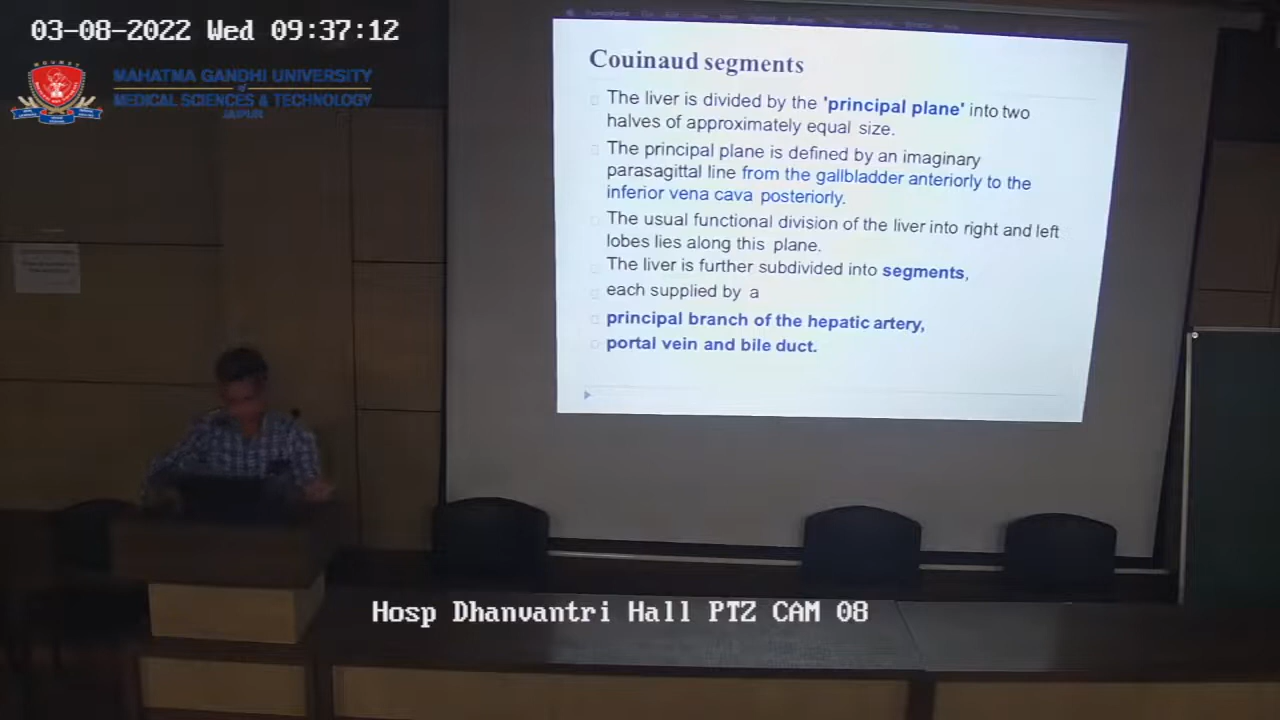 03-08-2022 Wed 09:37:12
MAHATMA GANDHI UNIVERSITY
of
MEDICAL SCIENCES & TECHNOLOGY
JAIPUR
Couinaud segments
The liver is divided by the 'principal plane' into two
halves of approximately equal size.
The principal plane is defined by an imaginary
parasagittal line from the gallbladder anteriorly to the
inferior vena cava posteriorly.
The usual functional division of the liver into right and left
lobes lies along this plane.
The liver is further subdivided into segments,
each supplied by a
principal branch of the hepatic artery,
portal vein and bile duct.
Hosp Dhanvantri Hall PTZ CAM 08